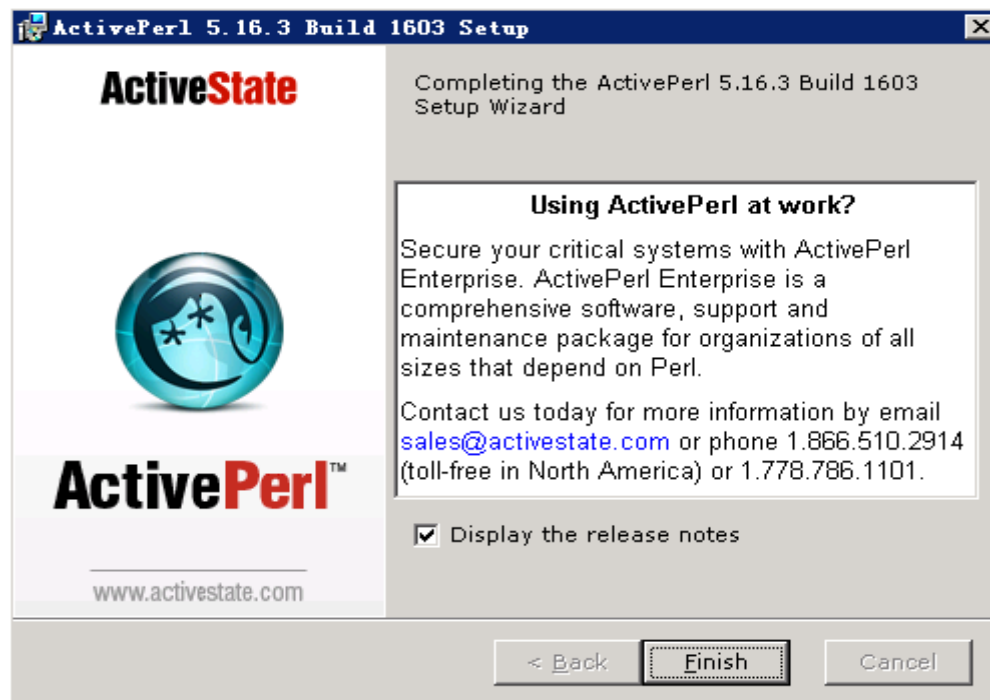 ActivePerl 5.16.3 Build 1603 Setup
ActiveState
Completing the ActivePerl 5.16.3 Build 1603
Setup Wizard
Using ActivePerl at work?
Secure your critical systems with ActivePerl
Enterprise. ActivePerl Enterprise is a
comprehensive software, support and
maintenance package for organizations of all
sizes that depend on Perl.
Contact us today for more information by email
sales@activestate.com or phone 1.866.510.2914
(toll-free in North America) or 1.778.786.1101.
ActivePerl™
www.activestate.com
Display the release notes
< Back
Finish
Cancel